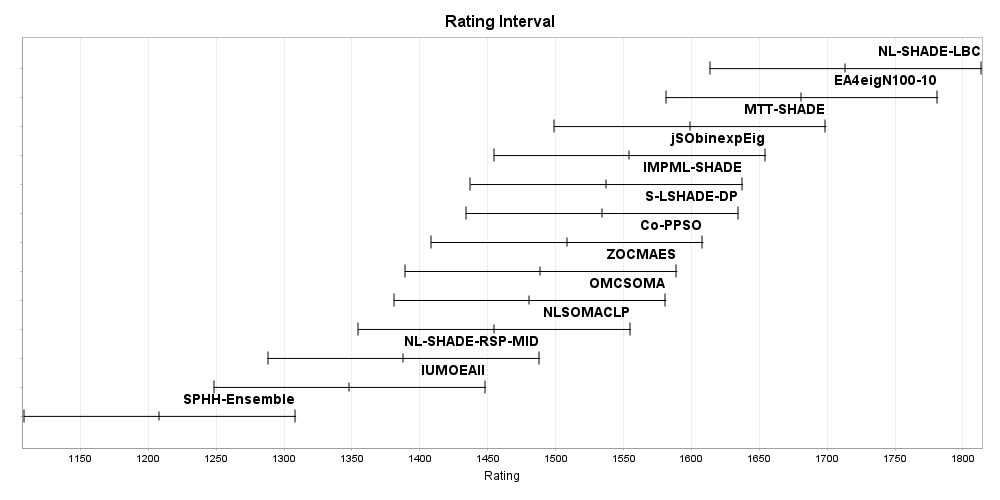 Rating Interval
NL-SHADE-LBC
EA4eigN100-10
MTT-SHADE
jSObinexpEig
IMPML-SHADE
S-LSHADE-DP
Co-PPSO
ZOCMAES
OMCSOMA
NLSOMACLP
NL-SHADE-RSP-MID
IUMOEAII
SPHH-Ensemble
1150 1200 1250 1300 1350 1400 1450 1500 1550 1600 1650 1700 1750 1800
Rating